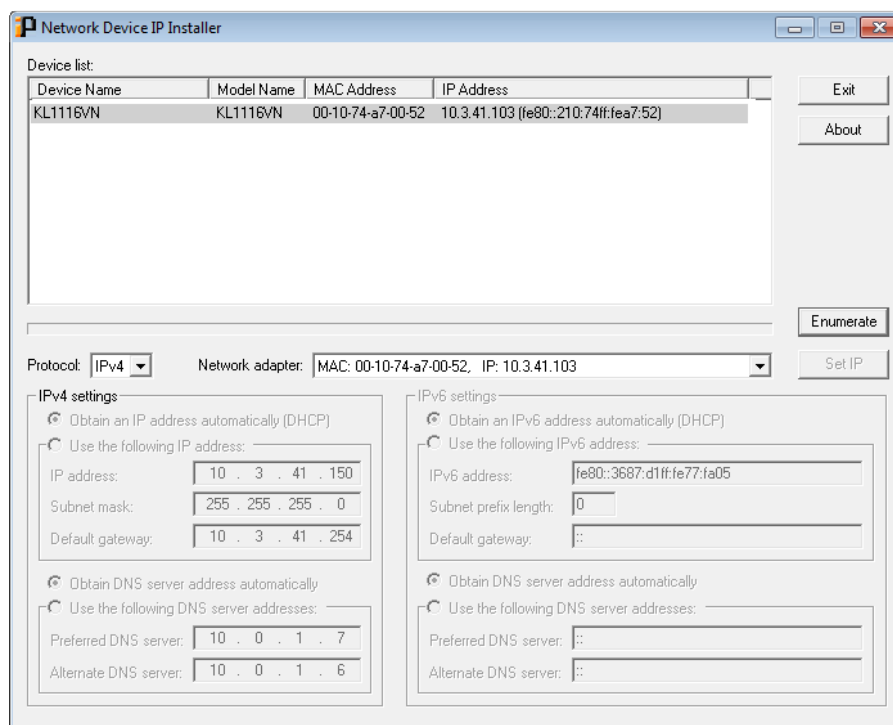 Network Device IP Installer
Device list:
Device Name Model Name MAC Address IP Address
KL1116VN KL1116VN 00-10-74-a7-00-52 10.3.41.103 (fe80::210:74ff:fea7:52)
Exit
About
Enumerate
Protocol: IPv4 Network adapter: MAC: 00-10-74-a7-00-52, IP: 10.3.41.103 Set IP
IPv4 settings
Obtain an IP address automatically (DHCP)
Use the following IP address:
IP address: 10 . 3 . 41 . 150
Subnet mask: 255 . 255 . 255 . 0
Default gateway: 10 . 3 . 41 . 254
Obtain DNS server address automatically
Use the following DNS server addresses:
Preferred DNS server: 10 . 0 . 1 . 7
Alternate DNS server: 10 . 0 . 1 . 6
IPv6 settings
Obtain an IPv6 address automatically (DHCP)
Use the following IPv6 address:
IPv6 address: fe80::3687:d1ff:fe77:fa05
Subnet prefix length: 0
Default gateway: ::
Obtain DNS server address automatically
Use the following DNS server addresses:
Preferred DNS server: ::
Alternate DNS server: ::